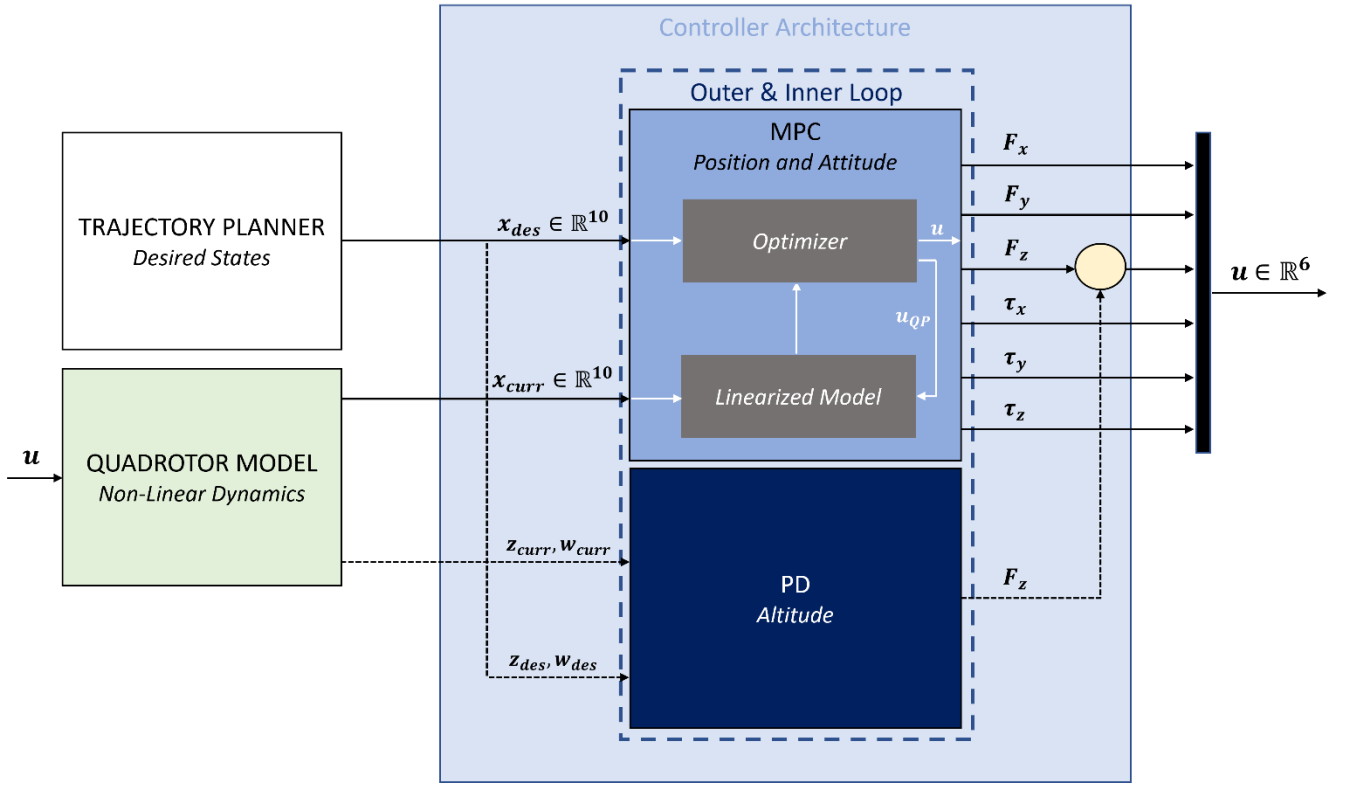 Controller Architecture
Outer & Inner Loop
MPC
Position and Attitude
TRAJECTORY PLANNER
Desired States
x_des ∈ ℝ^10
Optimizer
u
u_QP
x_curr ∈ ℝ^10
Linearized Model
F_x
F_y
F_z
τ_x
τ_y
τ_z
u ∈ ℝ^6
u
QUADROTOR MODEL
Non-Linear Dynamics
z_curr, w_curr
z_des, w_des
PD
Altitude
F_z